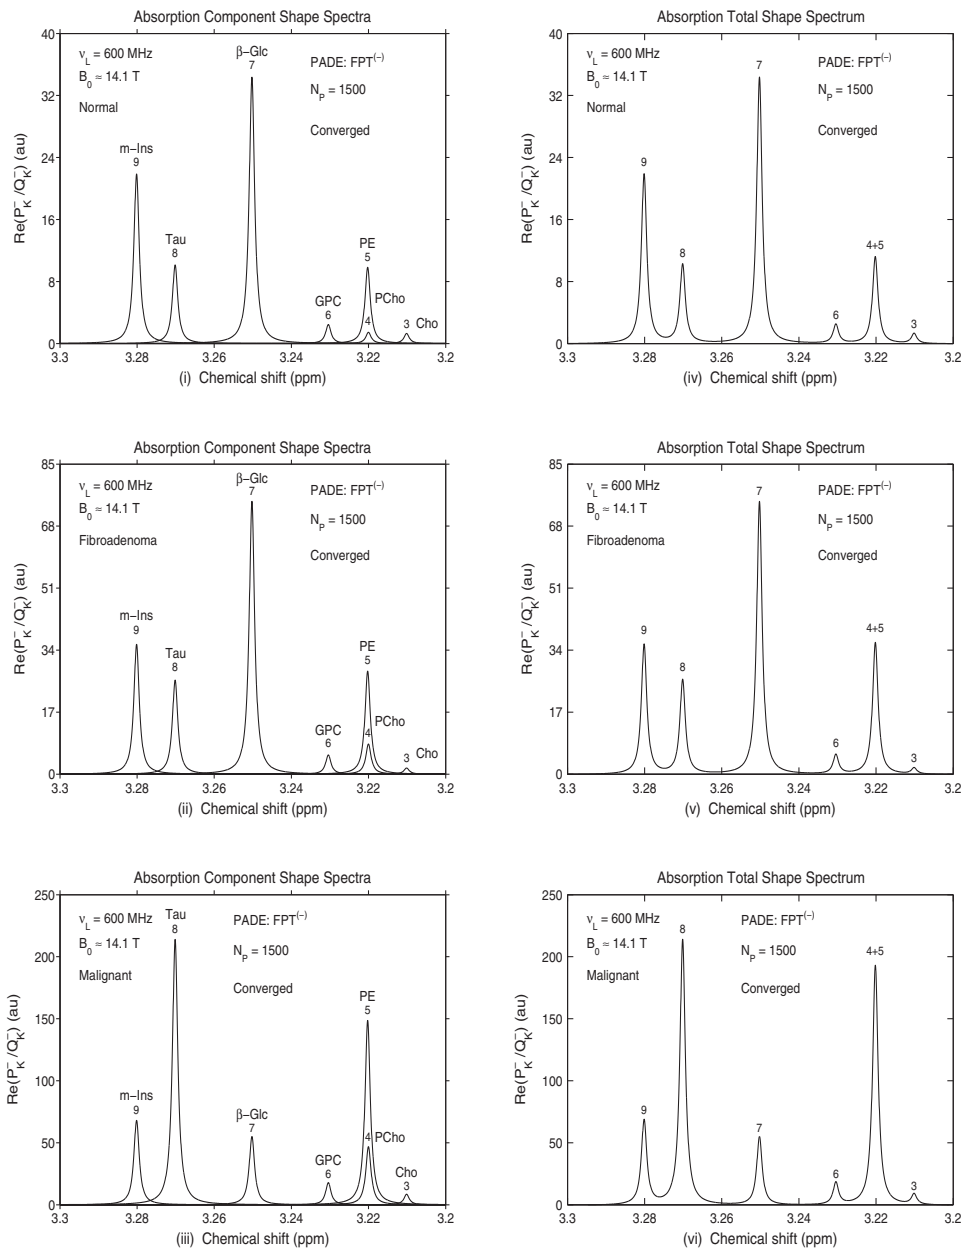 Absorption Component Shape Spectra
Re(P_K^-/Q_K^-) (au)
40
32
24
16
8
0
ν_L = 600 MHz
B_0 ≈ 14.1 T
Normal
β-Glc
7
PADE: FPT^(-)
N_P = 1500
Converged
m-Ins
9
Tau
8
GPC
6
PE
5
PCho
4
3 Cho
3.3 3.28 3.26 3.24 3.22 3.2
(i) Chemical shift (ppm)
Absorption Total Shape Spectrum
Re(P_K^-/Q_K^-) (au)
40
32
24
16
8
0
ν_L = 600 MHz
B_0 ≈ 14.1 T
Normal
7
PADE: FPT^(-)
N_P = 1500
Converged
9
8
6
4+5
3
3.3 3.28 3.26 3.24 3.22 3.2
(iv) Chemical shift (ppm)
Absorption Component Shape Spectra
Re(P_K^-/Q_K^-) (au)
85
68
51
34
17
0
ν_L = 600 MHz
B_0 ≈ 14.1 T
Fibroadenoma
β-Glc
7
PADE: FPT^(-)
N_P = 1500
Converged
m-Ins
9
Tau
8
GPC
6
PE
5
PCho
4
3 Cho
3.3 3.28 3.26 3.24 3.22 3.2
(ii) Chemical shift (ppm)
Absorption Total Shape Spectrum
Re(P_K^-/Q_K^-) (au)
85
68
51
34
17
0
ν_L = 600 MHz
B_0 ≈ 14.1 T
Fibroadenoma
7
PADE: FPT^(-)
N_P = 1500
Converged
9
8
6
4+5
3
3.3 3.28 3.26 3.24 3.22 3.2
(v) Chemical shift (ppm)
Absorption Component Shape Spectra
Re(P_K^-/Q_K^-) (au)
250
200
150
100
50
0
ν_L = 600 MHz
B_0 ≈ 14.1 T
Malignant
Tau
8
PADE: FPT^(-)
N_P = 1500
Converged
m-Ins
9
β-Glc
7
GPC
6
PE
5
4 PCho
Cho
3
3.3 3.28 3.26 3.24 3.22 3.2
(iii) Chemical shift (ppm)
Absorption Total Shape Spectrum
Re(P_K^-/Q_K^-) (au)
250
200
150
100
50
0
ν_L = 600 MHz
B_0 ≈ 14.1 T
Malignant
8
PADE: FPT^(-)
N_P = 1500
Converged
9
7
6
4+5
3
3.3 3.28 3.26 3.24 3.22 3.2
(vi) Chemical shift (ppm)